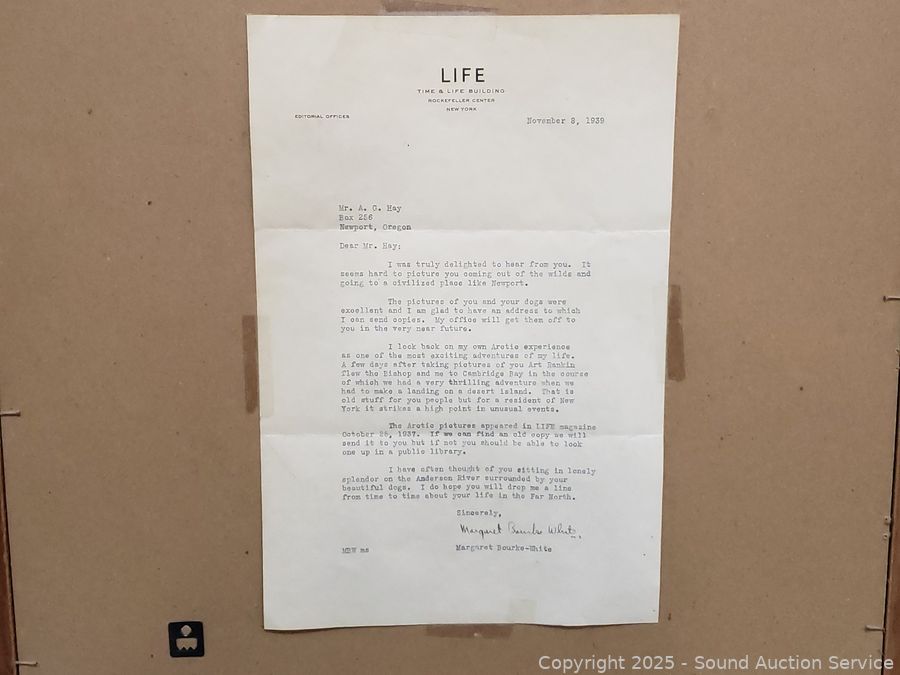 LIFE
TIME & LIFE BUILDING
ROCKEFELLER CENTER
NEW YORK
EDITORIAL OFFICES
November 8, 1939
Mr. A. G. Hay
Box 256
Newport, Oregon
Dear Mr. Hay:
I was truly delighted to hear from you. It
seems hard to picture you coming out of the wilds and
going to a civilized place like Newport.
The pictures of you and your dogs were
excellent and I am glad to have an address to which
I can send copies. My office will get them off to
you in the very near future.
I look back on my own Arctic experience
as one of the most exciting adventures of my life.
A few days after taking pictures of you Art Rankin
flew the Bishop and me to Cambridge Bay in the course
of which we had a very thrilling adventure when we
had to make a landing on a desert island. That is
old stuff for you people but for a resident of New
York it strikes a high point in unusual events.
The Arctic pictures appeared in LIFE magazine
October 26, 1937. If we can find an old copy we will
send it to you but if not you should be able to look
one up in a public library.
I have often thought of you sitting in lonely
splendor on the Anderson River surrounded by your
beautiful dogs. I do hope you will drop me a line
from time to time about your life in the Far North.
Sincerely,
Margaret Bourke-White
MBW ms
Margaret Bourke-White
Copyright 2025 - Sound Auction Service